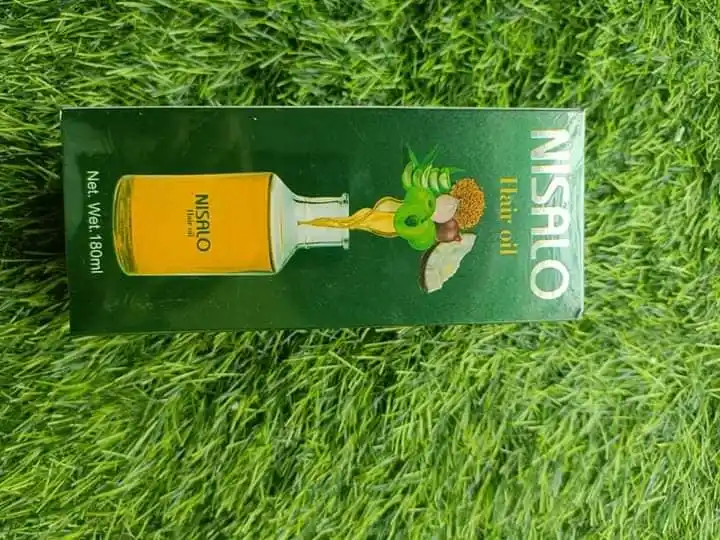 NISALO
Hair oil
NISALO
Hair oil
Net. Wet.180ml